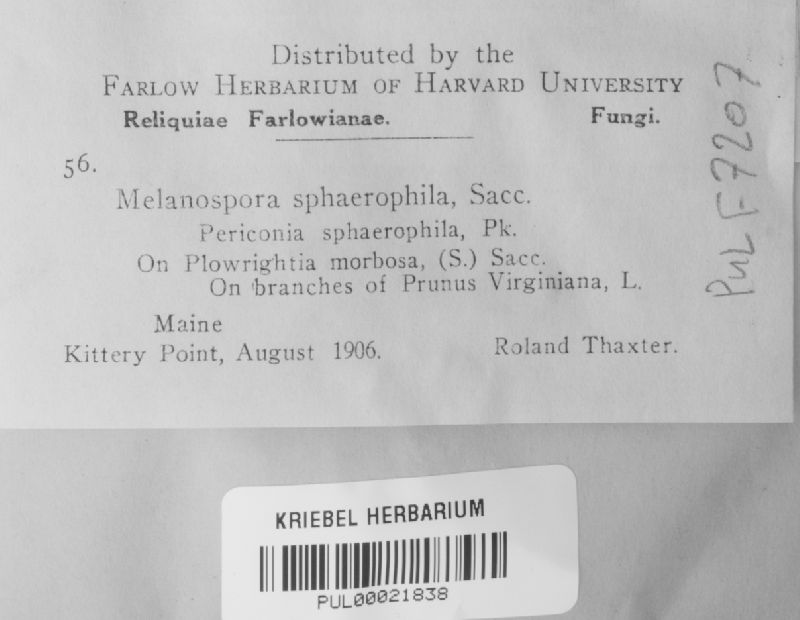 Distributed by the
FARLOW HERBARIUM OF HARVARD UNIVERSITY
Reliquiae Farlowianae. Fungi.
56.
Melanospora sphaerophila, Sacc.
Periconia sphaerophila, Pk.
On Plowrightia morbosa, (S.) Sacc.
On branches of Prunus Virginiana, L.
Maine
Kittery Point, August 1906. Roland Thaxter.
PUL F7207
KRIEBEL HERBARIUM
PUL00021838